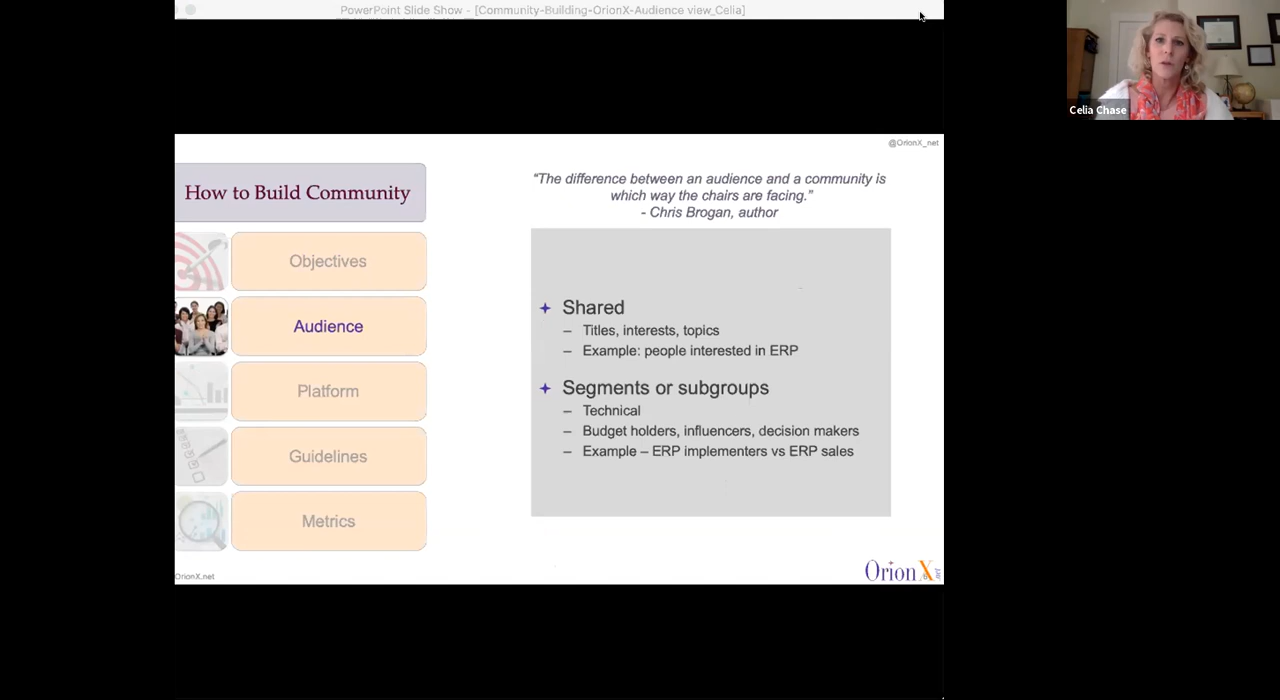 PowerPoint Slide Show - [Community-Building-OrionX-Audience view_Celia]
Celia Chase
@OrionX_net
How to Build Community
"The difference between an audience and a community is
which way the chairs are facing."
- Chris Brogan, author
Objectives
Audience
Platform
Guidelines
Metrics
Shared
– Titles, interests, topics
– Example: people interested in ERP
Segments or subgroups
– Technical
– Budget holders, influencers, decision makers
– Example – ERP implementers vs ERP sales
OrionX.net
OrionX